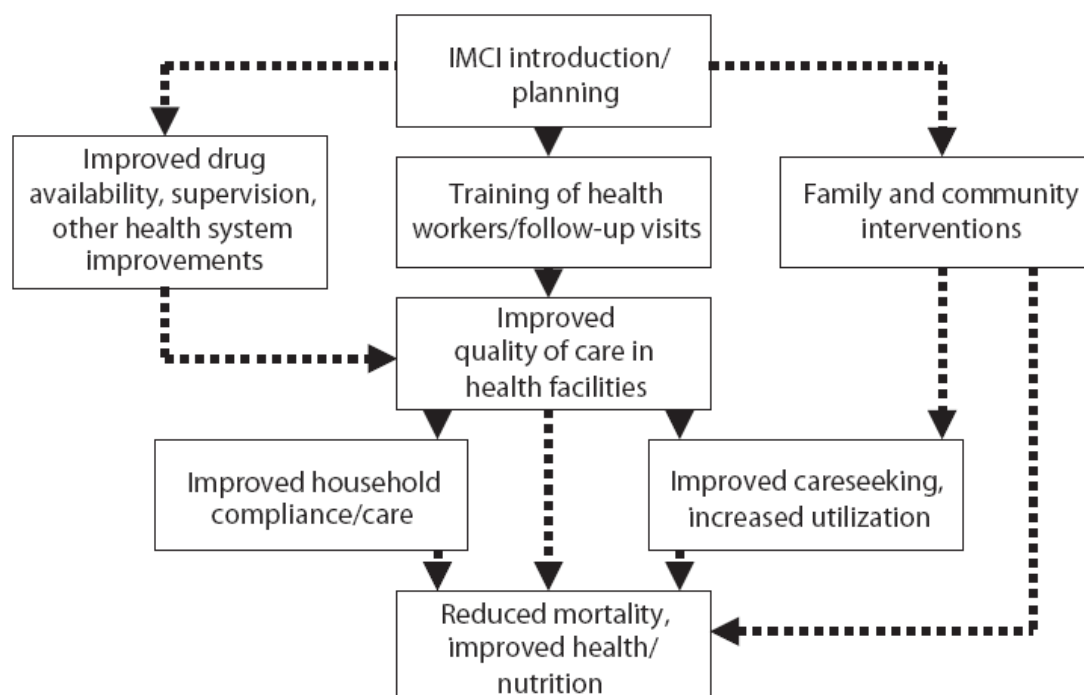 IMCI introduction/
planning
Improved drug
availability, supervision,
other health system
improvements
Training of health
workers/follow-up visits
Family and community
interventions
Improved
quality of care in
health facilities
Improved household
compliance/care
Improved careseeking,
increased utilization
Reduced mortality,
improved health/
nutrition